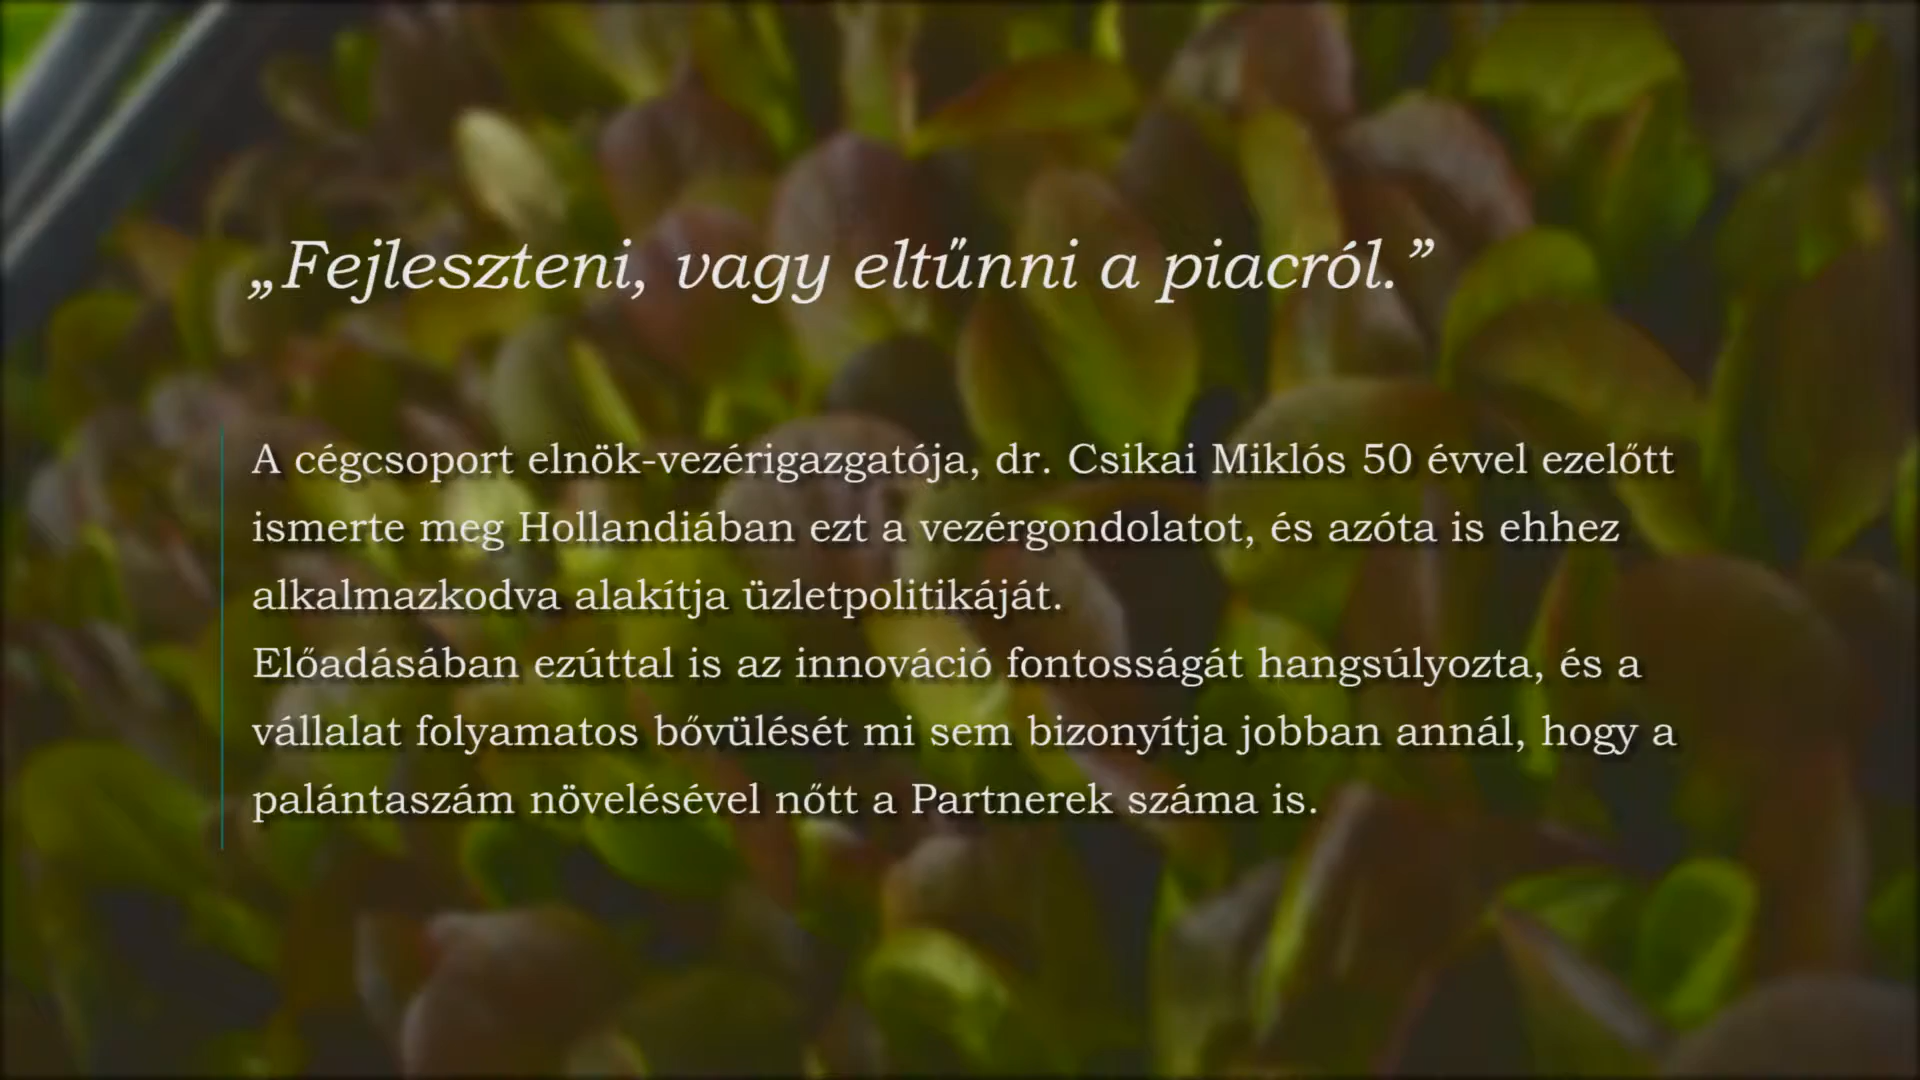 „Fejleszteni, vagy eltűnni a piacról.”
A cégcsoport elnök-vezérigazgatója, dr. Csikai Miklós 50 évvel ezelőtt
ismerte meg Hollandiában ezt a vezérgondolatot, és azóta is ehhez
alkalmazkodva alakítja üzletpolitikáját.
Előadásában ezúttal is az innováció fontosságát hangsúlyozta, és a
vállalat folyamatos bővülését mi sem bizonyítja jobban annál, hogy a
palántaszám növelésével nőtt a Partnerek száma is.